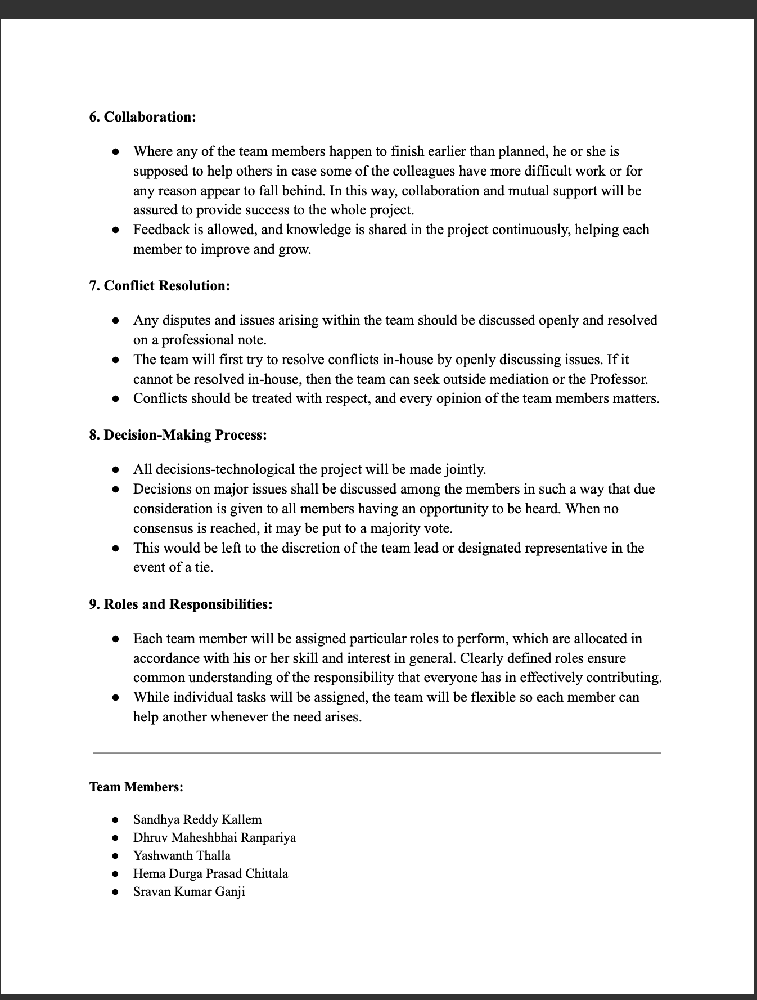 6. Collaboration:
● Where any of the team members happen to finish earlier than planned, he or she is
supposed to help others in case some of the colleagues have more difficult work or for
any reason appear to fall behind. In this way, collaboration and mutual support will be
assured to provide success to the whole project.
● Feedback is allowed, and knowledge is shared in the project continuously, helping each
member to improve and grow.
7. Conflict Resolution:
● Any disputes and issues arising within the team should be discussed openly and resolved
on a professional note.
● The team will first try to resolve conflicts in-house by openly discussing issues. If it
cannot be resolved in-house, then the team can seek outside mediation or the Professor.
● Conflicts should be treated with respect, and every opinion of the team members matters.
8. Decision-Making Process:
● All decisions-technological the project will be made jointly.
● Decisions on major issues shall be discussed among the members in such a way that due
consideration is given to all members having an opportunity to be heard. When no
consensus is reached, it may be put to a majority vote.
● This would be left to the discretion of the team lead or designated representative in the
event of a tie.
9. Roles and Responsibilities:
● Each team member will be assigned particular roles to perform, which are allocated in
accordance with his or her skill and interest in general. Clearly defined roles ensure
common understanding of the responsibility that everyone has in effectively contributing.
● While individual tasks will be assigned, the team will be flexible so each member can
help another whenever the need arises.
Team Members:
● Sandhya Reddy Kallem
● Dhruv Maheshbhai Ranpariya
● Yashwanth Thalla
● Hema Durga Prasad Chittala
● Sravan Kumar Ganji